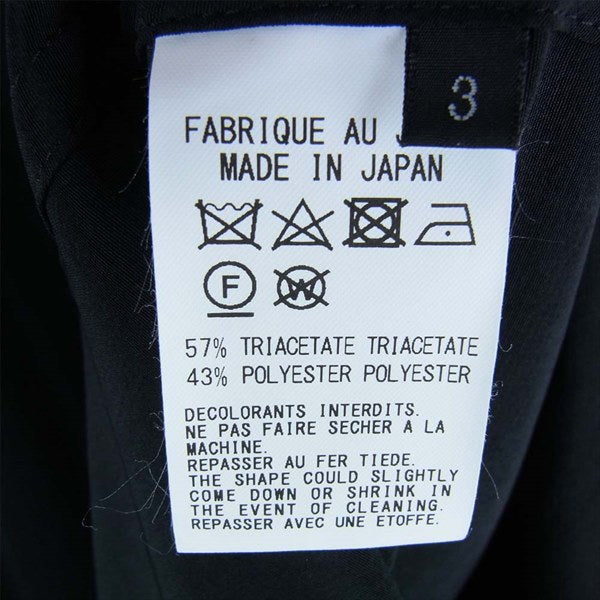 3
FABRIQUE AU
MADE IN JAPAN
F
W
57% TRIACETATE TRIACETATE
43% POLYESTER POLYESTER
DECOLORANTS INTERDITS.
NE PAS FAIRE SECHER A LA
MACHINE.
REPASSER AU FER TIEDE.
THE SHAPE COULD SLIGHTLY
COME DOWN OR SHRINK IN
THE EVENT OF CLEANING.
REPASSER AVEC UNE ETOFFE.